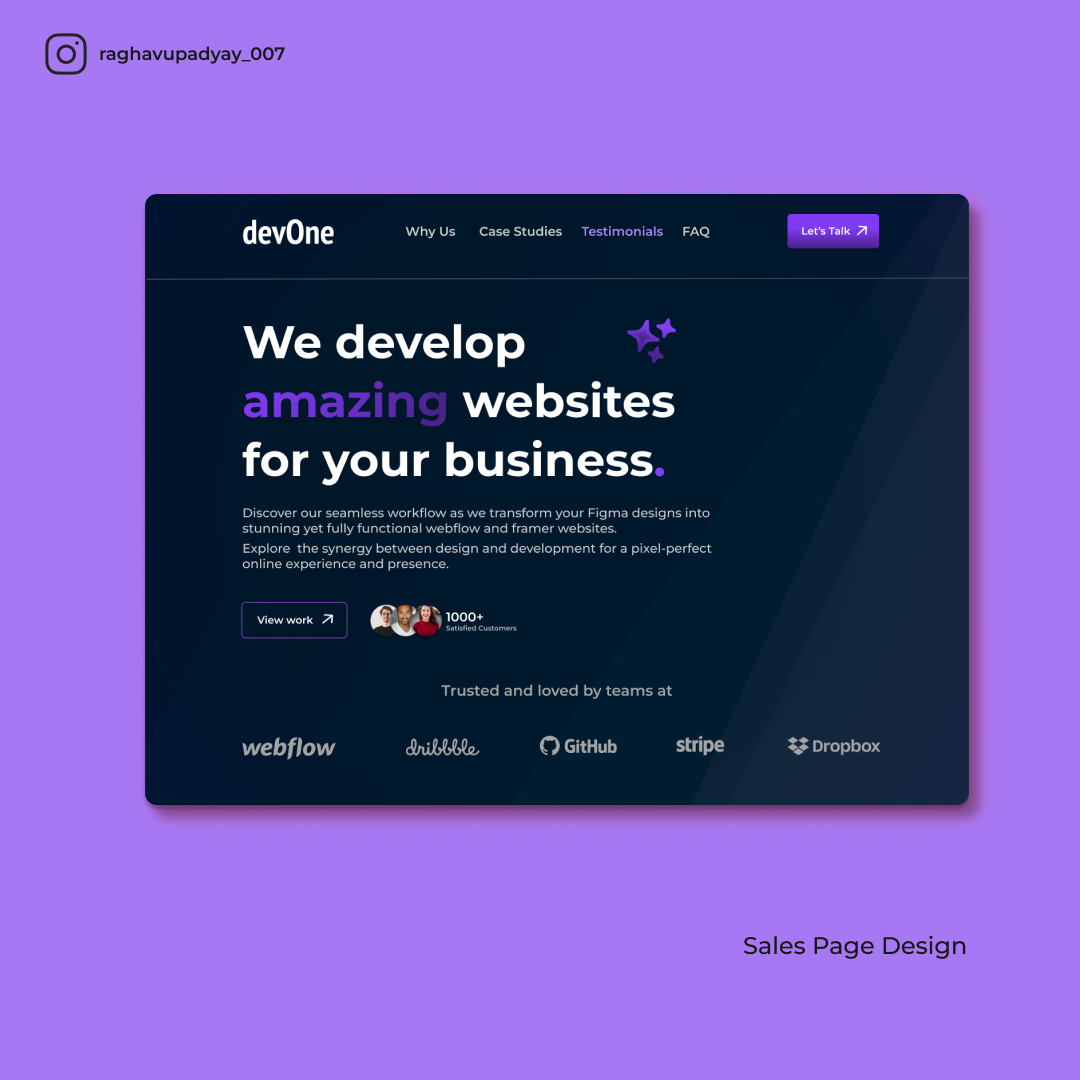 raghavupadyay_007
devOne
Why Us
Case Studies
Testimonials
FAQ
Let's Talk
We develop
amazing websites
for your business.
Discover our seamless workflow as we transform your Figma designs into
stunning yet fully functional webflow and framer websites.
Explore  the synergy between design and development for a pixel-perfect
online experience and presence.
View work
1000+
Satisfied Customers
Trusted and loved by teams at
webflow
dribbble
GitHub
stripe
Dropbox
Sales Page Design